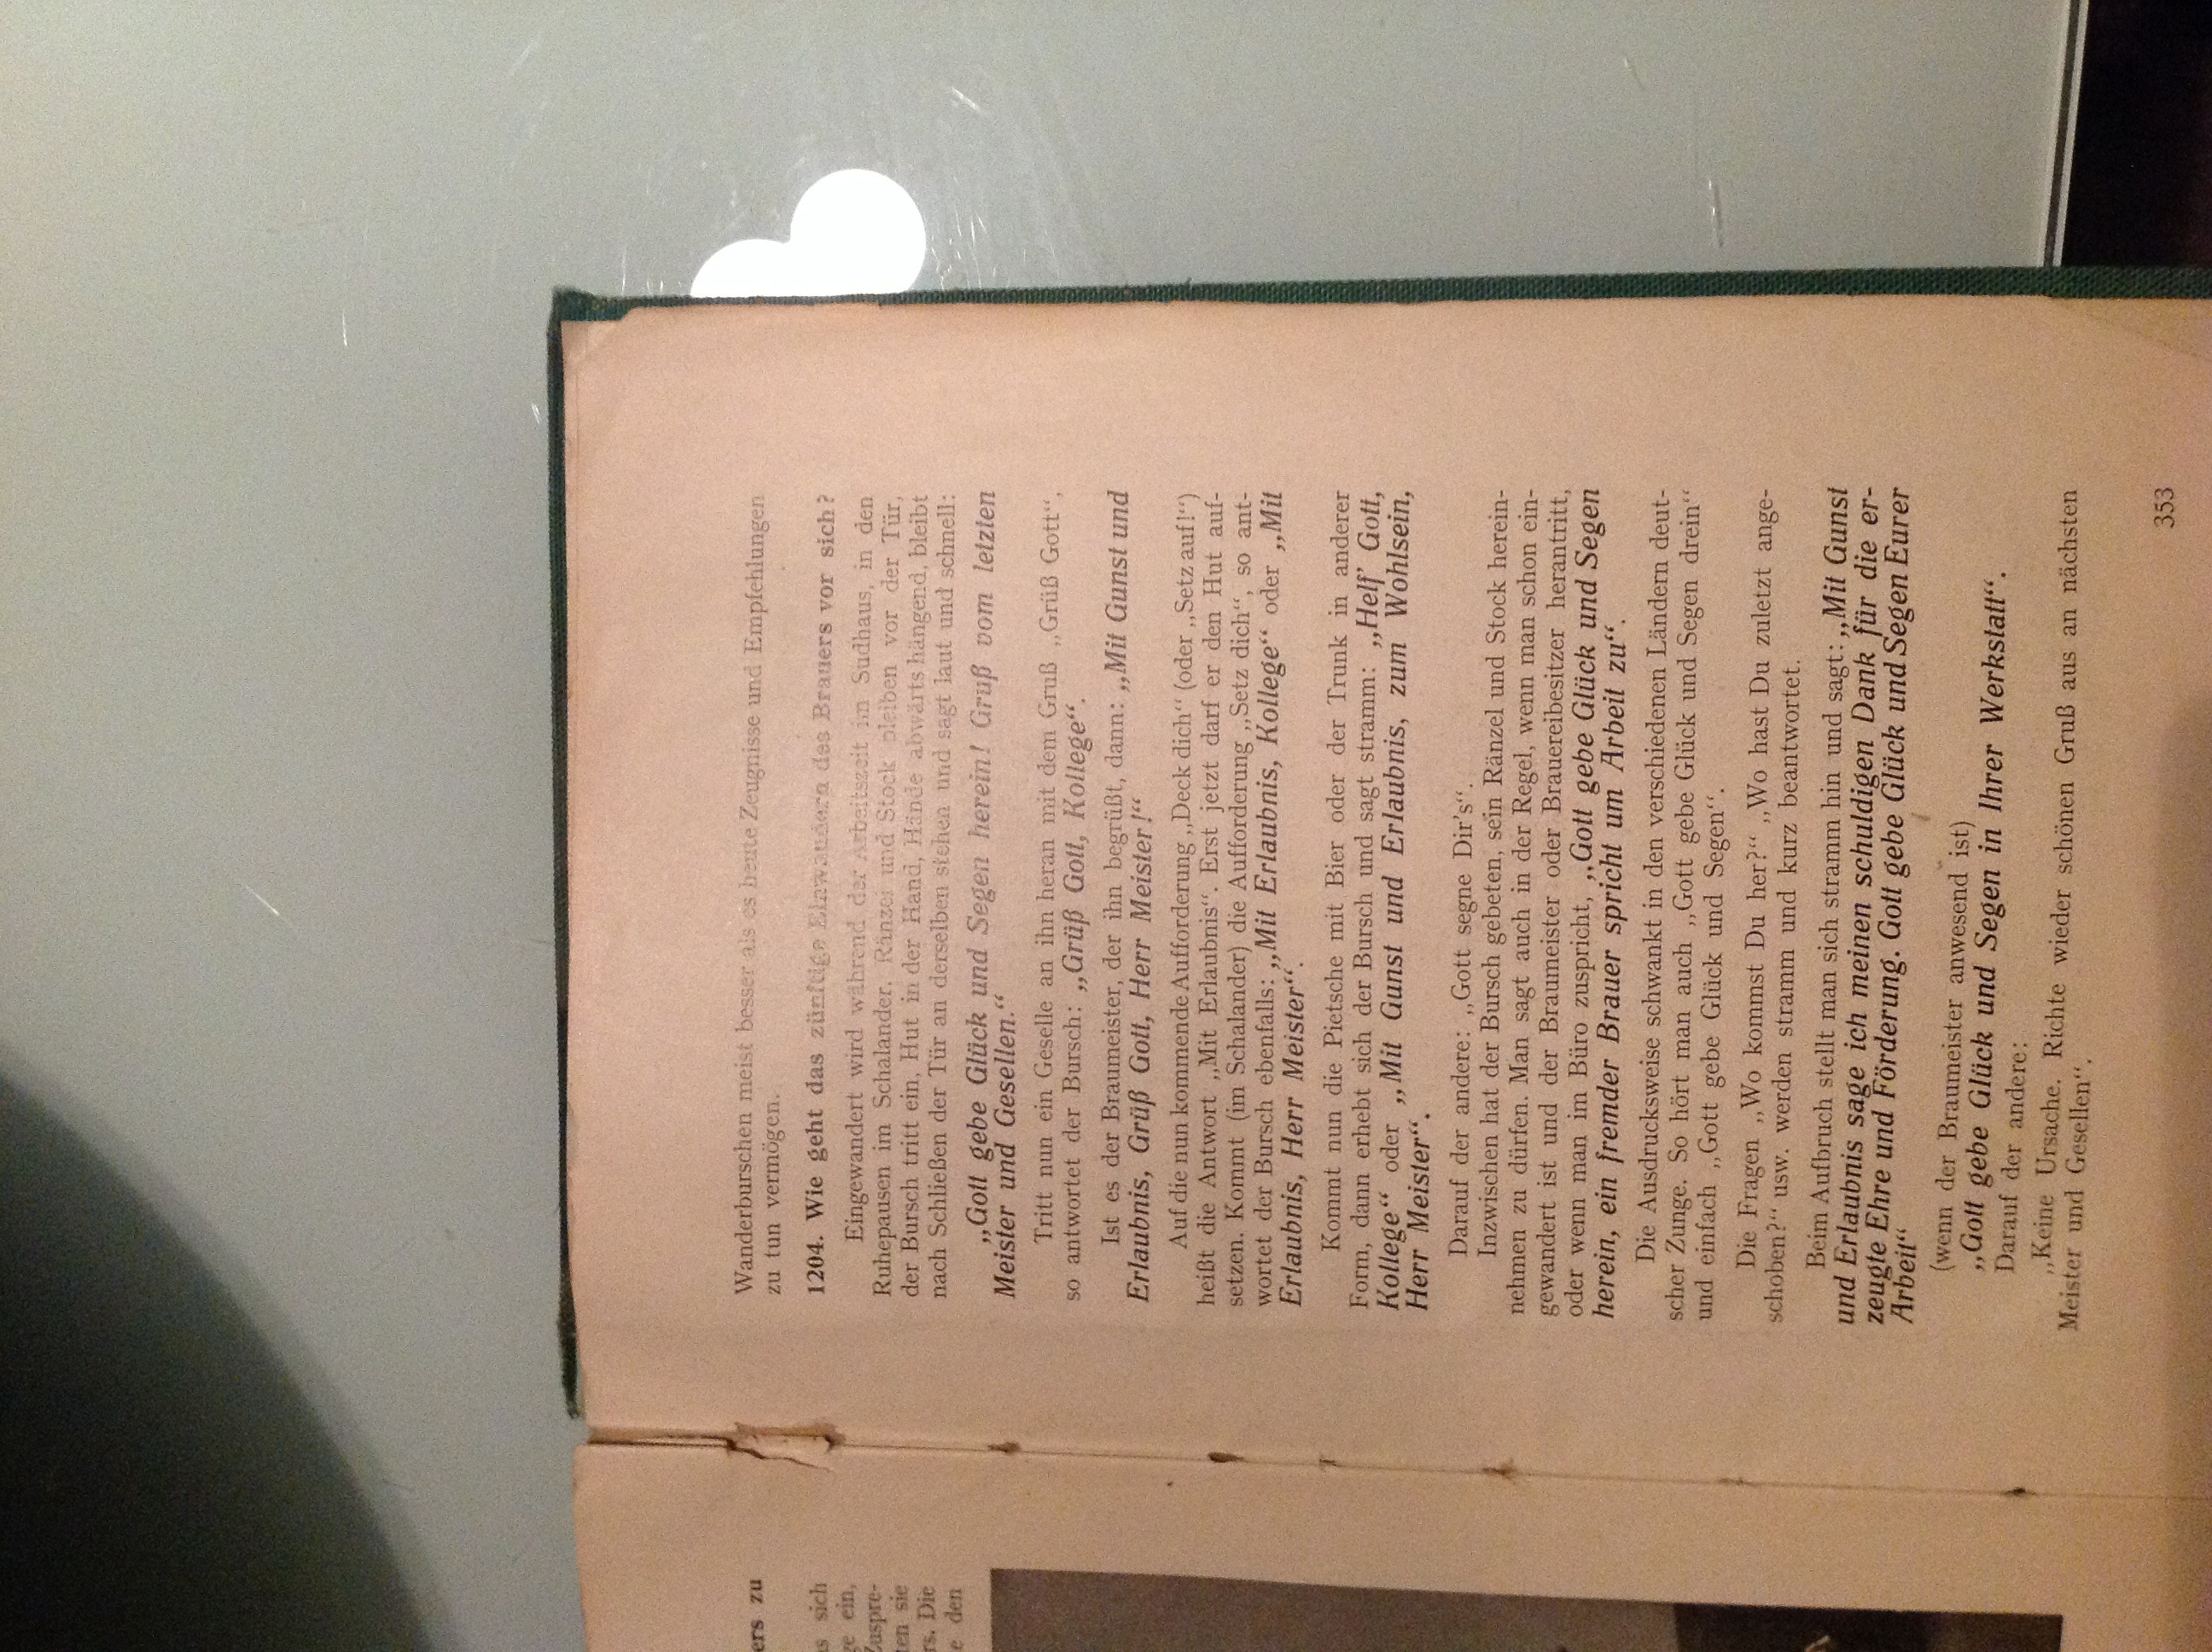 Wanderburschen meist besser als es heute Zeugnisse und Empfehlungen
zu tun vermögen.
1204. Wie geht das zünftige Einwandern des Brauers vor sich?
Eingewandert wird während der Arbeitszeit im Sudhaus, in den
Ruhepausen im Schalander. Ränzel und Stock bleiben vor der Tür,
der Bursch tritt ein, Hut in der Hand, Hände abwärts hängend, bleibt
nach Schließen der Tür an derselben stehen und sagt laut und schnell:
„Gott gebe Glück und Segen herein! Gruß vom letzten
Meister und Gesellen.“
Tritt nun ein Geselle an ihn heran mit dem Gruß „Grüß Gott“,
so antwortet der Bursch: „Grüß Gott, Kollege“.
Ist es der Braumeister, der ihn begrüßt, dann: „Mit Gunst und
Erlaubnis, Grüß Gott, Herr Meister!“
Auf die nun kommende Aufforderung „Deck dich“ (oder „Setz auf!“)
heißt die Antwort „Mit Erlaubnis“. Erst jetzt darf er den Hut auf-
setzen. Kommt (im Schalander) die Aufforderung „Setz dich“, so ant-
wortet der Bursch ebenfalls: „Mit Erlaubnis, Kollege“ oder „Mit
Erlaubnis, Herr Meister“.
Kommt nun die Pietsche mit Bier oder der Trunk in anderer
Form, dann erhebt sich der Bursch und sagt stramm: „Helf’ Gott,
Kollege“ oder „Mit Gunst und Erlaubnis, zum Wohlsein,
Herr Meister“.
Darauf der andere: „Gott segne Dir’s“.
Inzwischen hat der Bursch gebeten, sein Ränzel und Stock herein-
nehmen zu dürfen. Man sagt auch in der Regel, wenn man schon ein-
gewandert ist und der Braumeister oder Brauereibesitzer herantritt,
oder wenn man im Büro zuspricht, „Gott gebe Glück und Segen
herein, ein fremder Brauer spricht um Arbeit zu“.
Die Ausdrucksweise schwankt in den verschiedenen Ländern deut-
scher Zunge. So hört man auch „Gott gebe Glück und Segen drein“
und einfach „Gott gebe Glück und Segen“.
Die Fragen „Wo kommst Du her?“ „Wo hast Du zuletzt ange-
schoben?“ usw. werden stramm und kurz beantwortet.
Beim Aufbruch stellt man sich stramm hin und sagt: „Mit Gunst
und Erlaubnis sage ich meinen schuldigen Dank für die er-
zeugte Ehre und Förderung. Gott gebe Glück und Segen Eurer
Arbeit“
(wenn der Braumeister anwesend ist)
„Gott gebe Glück und Segen in Ihrer Werkstatt“.
Darauf der andere:
„Keine Ursache. Richte wieder schönen Gruß aus an nächsten
Meister und Gesellen“.
353
ers zu
sich
ein,
Zuspre-
sie
Die
den